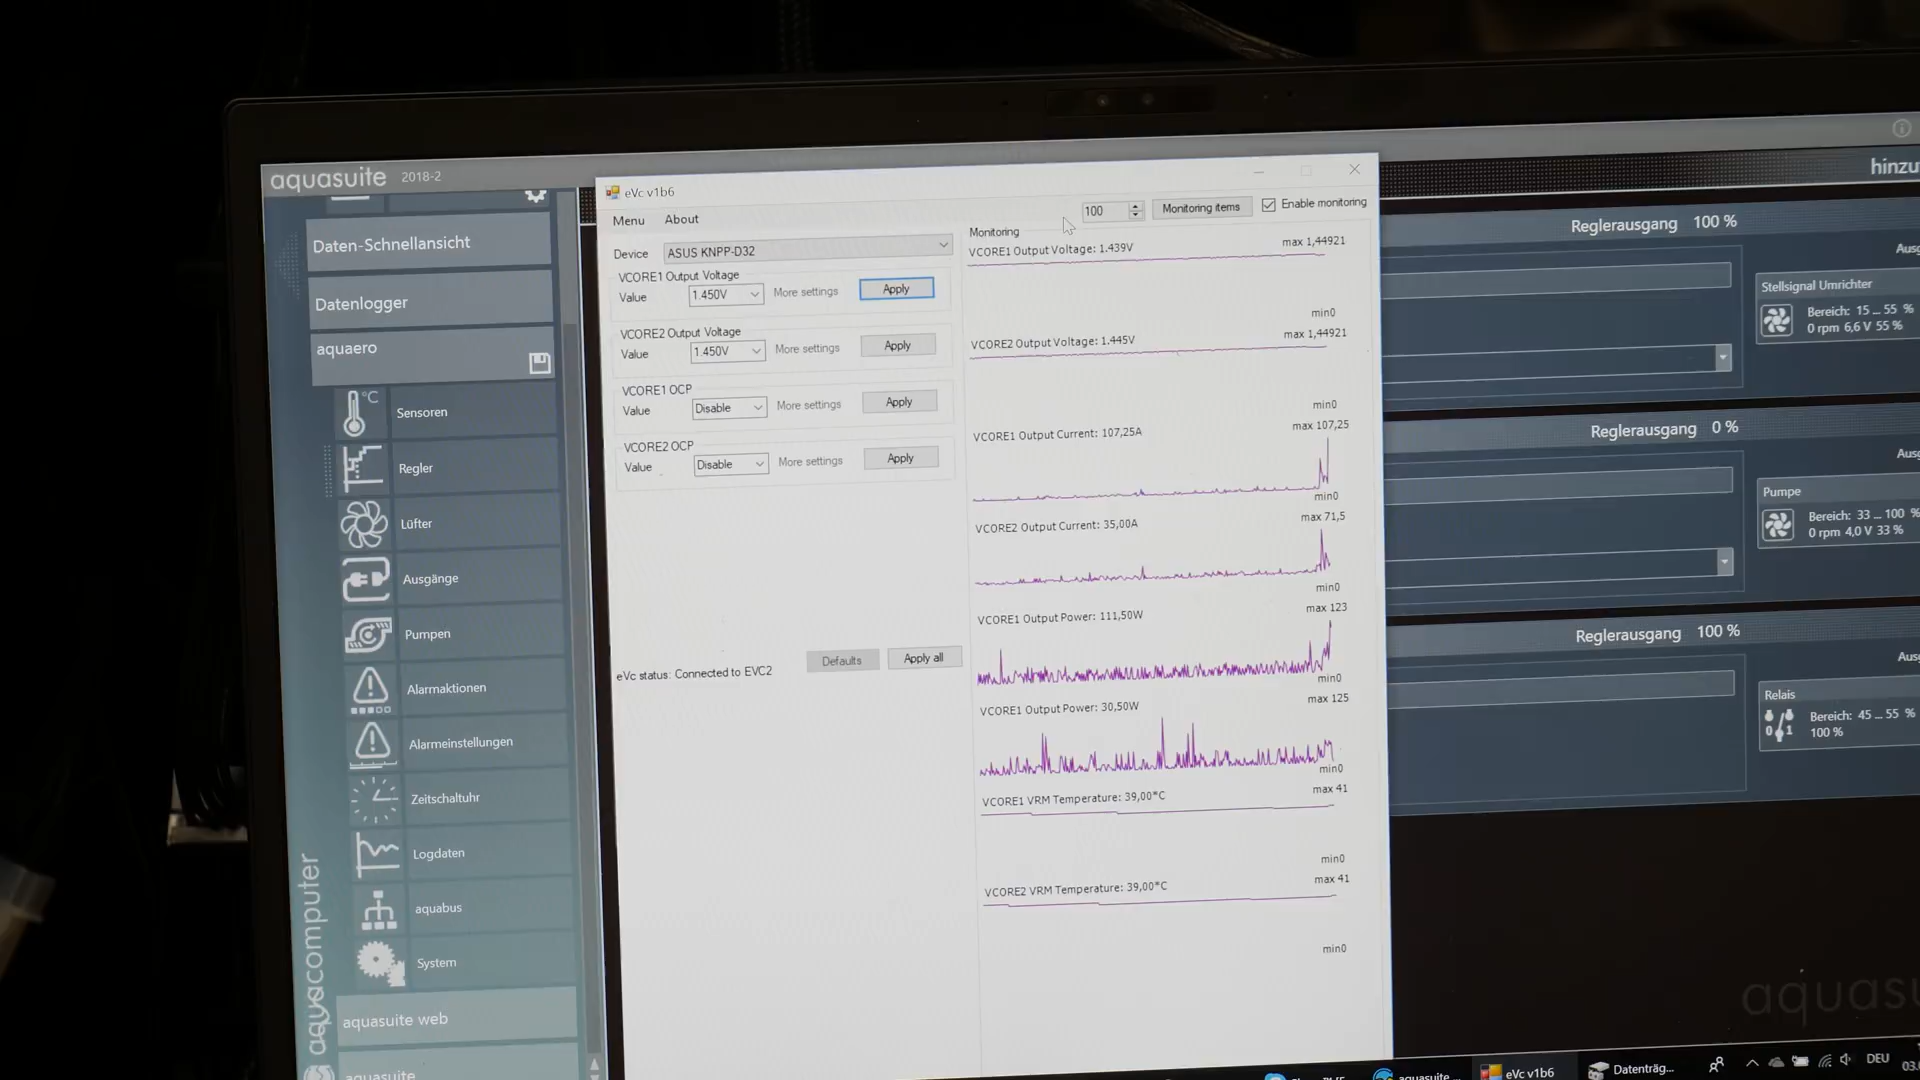 aquasuite 2018-2
Daten-Schnellansicht
Datenlogger
aquaero
°C
Sensoren
Regler
Lüfter
Ausgänge
Pumpen
Alarmaktionen
Alarmeinstellungen
Zeitschaltuhr
Logdaten
aquabus
System
aquasuite web
aquasuite
aquacomputer
eVc v1b6
Menu About
Device ASUS KNPP-D32
VCORE1 Output Voltage
Value 1.450V More settings Apply
VCORE2 Output Voltage
Value 1.450V More settings Apply
VCORE1 OCP
Value Disable More settings Apply
VCORE2 OCP
Value Disable More settings Apply
eVc status: Connected to EVC2 Defaults Apply all
100 Monitoring items Enable monitoring
Monitoring
VCORE1 Output Voltage: 1.439V max 1,44921
min0
VCORE2 Output Voltage: 1.445V max 1,44921
min0
VCORE1 Output Current: 107,25A max 107,25
min0
VCORE2 Output Current: 35,00A max 71,5
min0
VCORE1 Output Power: 111,50W max 123
min0
VCORE1 Output Power: 30,50W max 125
min0
VCORE1 VRM Temperature: 39,00*C max 41
min0
VCORE2 VRM Temperature: 39,00*C max 41
min0
hinzu
Reglerausgang 100 %
Ausg
Stellsignal Umrichter
Bereich: 15 ... 55 %
0 rpm 6,6 V 55 %
Reglerausgang 0 %
Ausg
Pumpe
Bereich: 33 ... 100 %
0 rpm 4,0 V 33 %
Reglerausgang 100 %
Ausg
Relais
Bereich: 45 ... 55 %
0 1 100 %
aquasu
aquasuite ... eVc v1b6 Datenträg... DEU 03.